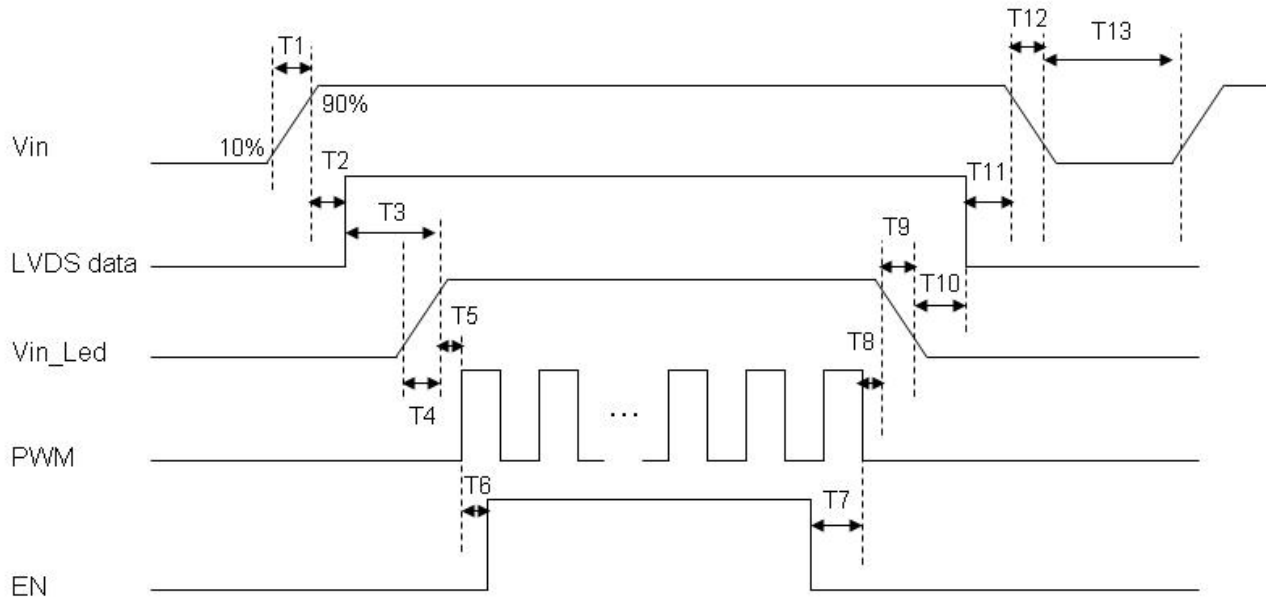 T1
T12
T13
90%
Vin
10%
T2
T11
T3
T9
LVDS data
T10
T5
Vin_Led
T8
T4
...
PWM
T6
T7
EN